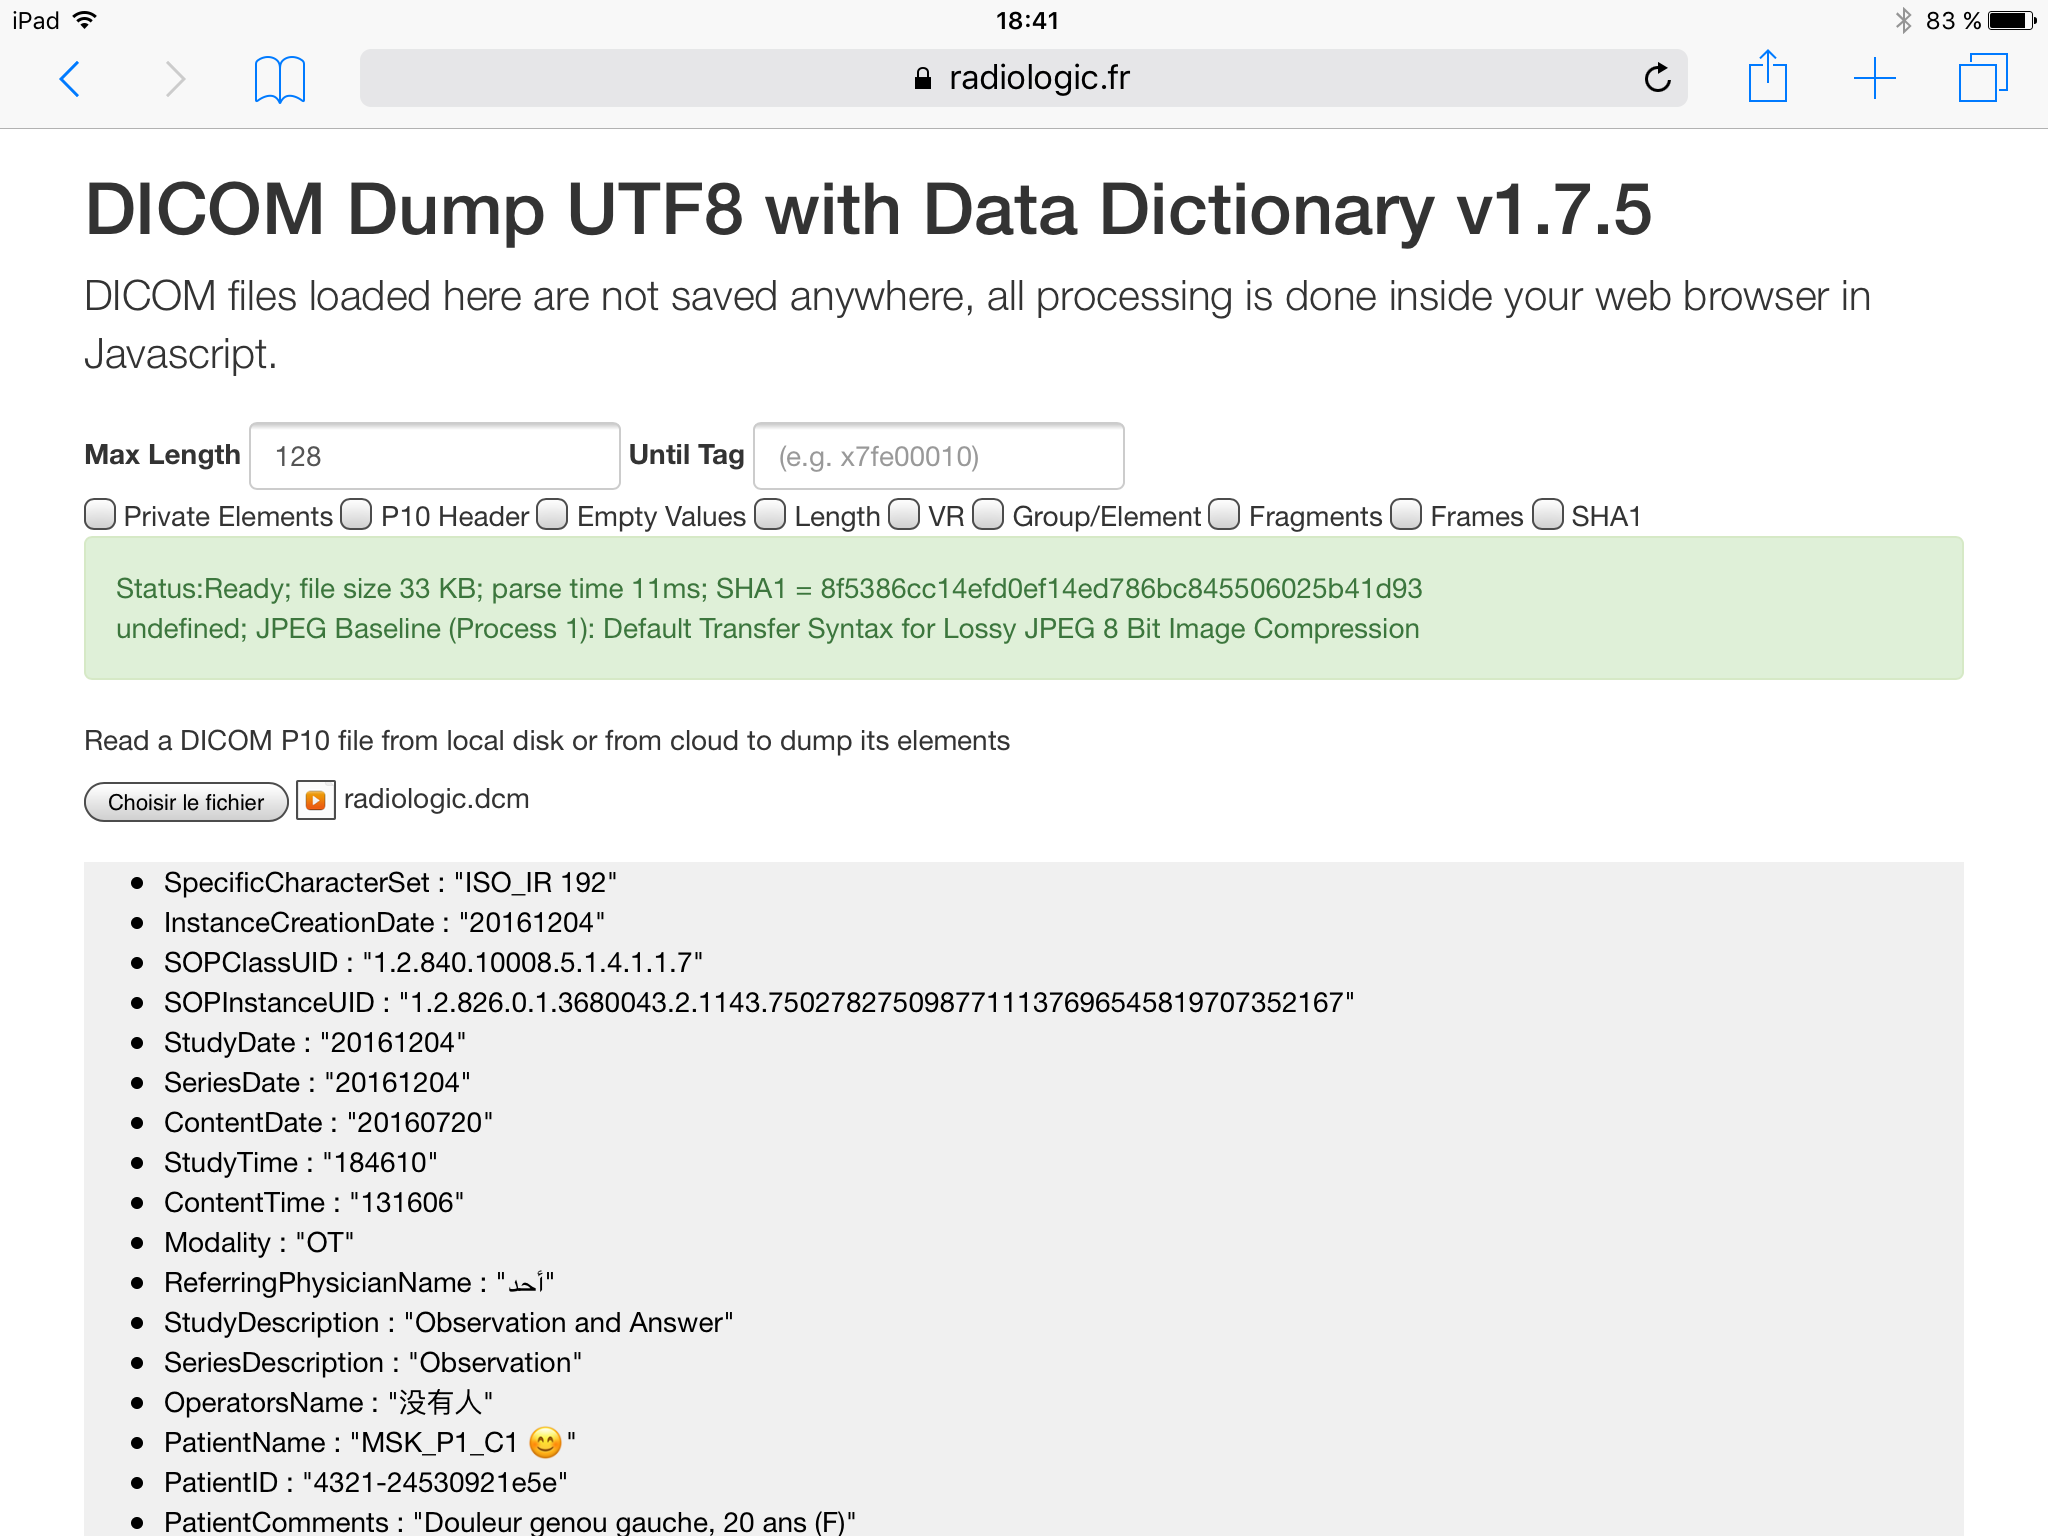 iPad 18:41 83 %
radiologic.fr
DICOM Dump UTF8 with Data Dictionary v1.7.5
DICOM files loaded here are not saved anywhere, all processing is done inside your web browser in
Javascript.
Max Length 128 Until Tag (e.g. x7fe00010)
Private Elements P10 Header Empty Values Length VR Group/Element Fragments Frames SHA1
Status:Ready; file size 33 KB; parse time 11ms; SHA1 = 8f5386cc14efd0ef14ed786bc845506025b41d93
undefined; JPEG Baseline (Process 1): Default Transfer Syntax for Lossy JPEG 8 Bit Image Compression
Read a DICOM P10 file from local disk or from cloud to dump its elements
Choisir le fichier radiologic.dcm
• SpecificCharacterSet : "ISO_IR 192"
• InstanceCreationDate : "20161204"
• SOPClassUID : "1.2.840.10008.5.1.4.1.1.7"
• SOPInstanceUID : "1.2.826.0.1.3680043.2.1143.7502782750987711137696545819707352167"
• StudyDate : "20161204"
• SeriesDate : "20161204"
• ContentDate : "20160720"
• StudyTime : "184610"
• ContentTime : "131606"
• Modality : "OT"
• ReferringPhysicianName : "أحد"
• StudyDescription : "Observation and Answer"
• SeriesDescription : "Observation"
• OperatorsName : "没有人"
• PatientName : "MSK_P1_C1 😊"
• PatientID : "4321-24530921e5e"
• PatientComments : "Douleur genou gauche, 20 ans (F)"